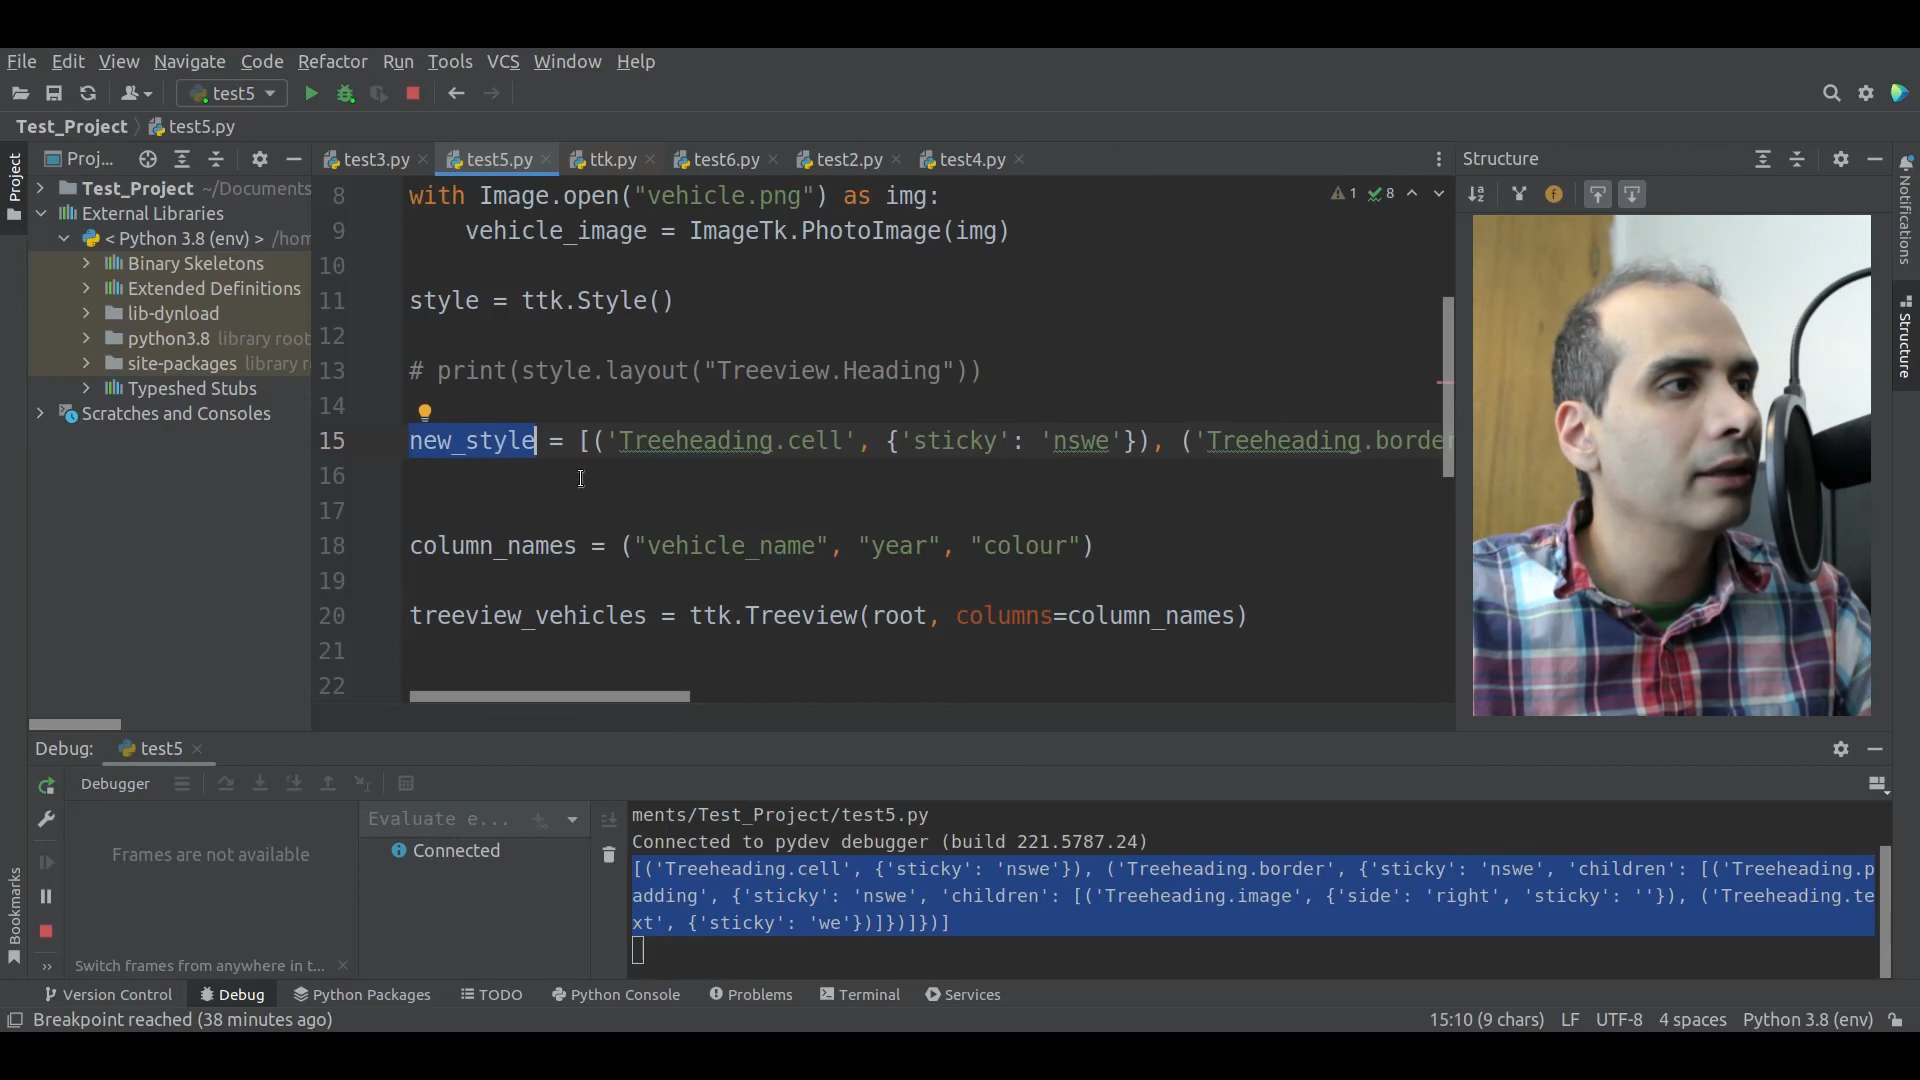 File Edit View Navigate Code Refactor Run Tools VCS Window Help
test5
Test_Project test5.py
Project
Proj...
test3.py test5.py ttk.py test6.py test2.py test4.py
Structure
Test_Project ~/Documents
External Libraries
< Python 3.8 (env) > /hom
Binary Skeletons
Extended Definitions
lib-dynload
python3.8 library root
site-packages library r
Typeshed Stubs
Scratches and Consoles
8 with Image.open("vehicle.png") as img:
1 8
9 vehicle_image = ImageTk.PhotoImage(img)
10
11 style = ttk.Style()
12
13 # print(style.layout("Treeview.Heading"))
14
15 new_style = [('Treeheading.cell', {'sticky': 'nswe'}), ('Treeheading.border
16
17
18 column_names = ("vehicle_name", "year", "colour")
19
20 treeview_vehicles = ttk.Treeview(root, columns=column_names)
21
22
Notifications
Structure
Debug: test5
Debugger
Frames are not available
Evaluate e...
Connected
ments/Test_Project/test5.py
Connected to pydev debugger (build 221.5787.24)
[('Treeheading.cell', {'sticky': 'nswe'}), ('Treeheading.border', {'sticky': 'nswe', 'children': [('Treeheading.p
adding', {'sticky': 'nswe', 'children': [('Treeheading.image', {'side': 'right', 'sticky': ''}), ('Treeheading.te
xt', {'sticky': 'we'})]})]})]
Bookmarks
Switch frames from anywhere in t...
Version Control Debug Python Packages TODO Python Console Problems Terminal Services
Breakpoint reached (38 minutes ago)
15:10 (9 chars) LF UTF-8 4 spaces Python 3.8 (env)